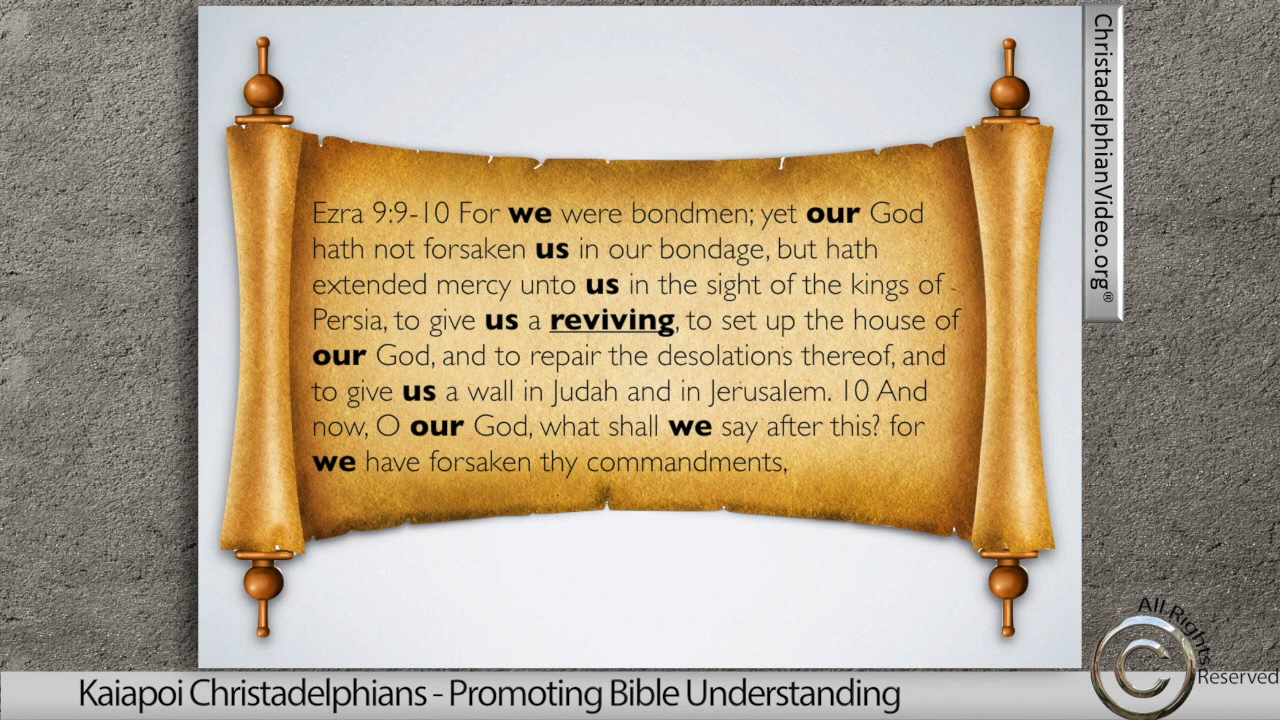 Ezra 9:9-10 For we were bondmen; yet our God
hath not forsaken us in our bondage, but hath
extended mercy unto us in the sight of the kings of
Persia, to give us a reviving, to set up the house of
our God, and to repair the desolations thereof, and
to give us a wall in Judah and in Jerusalem. 10 And
now, O our God, what shall we say after this? for
we have forsaken thy commandments,
ChristadelphianVideo.org®
All Rights
Reserved
C
Kaiapoi Christadelphians - Promoting Bible Understanding